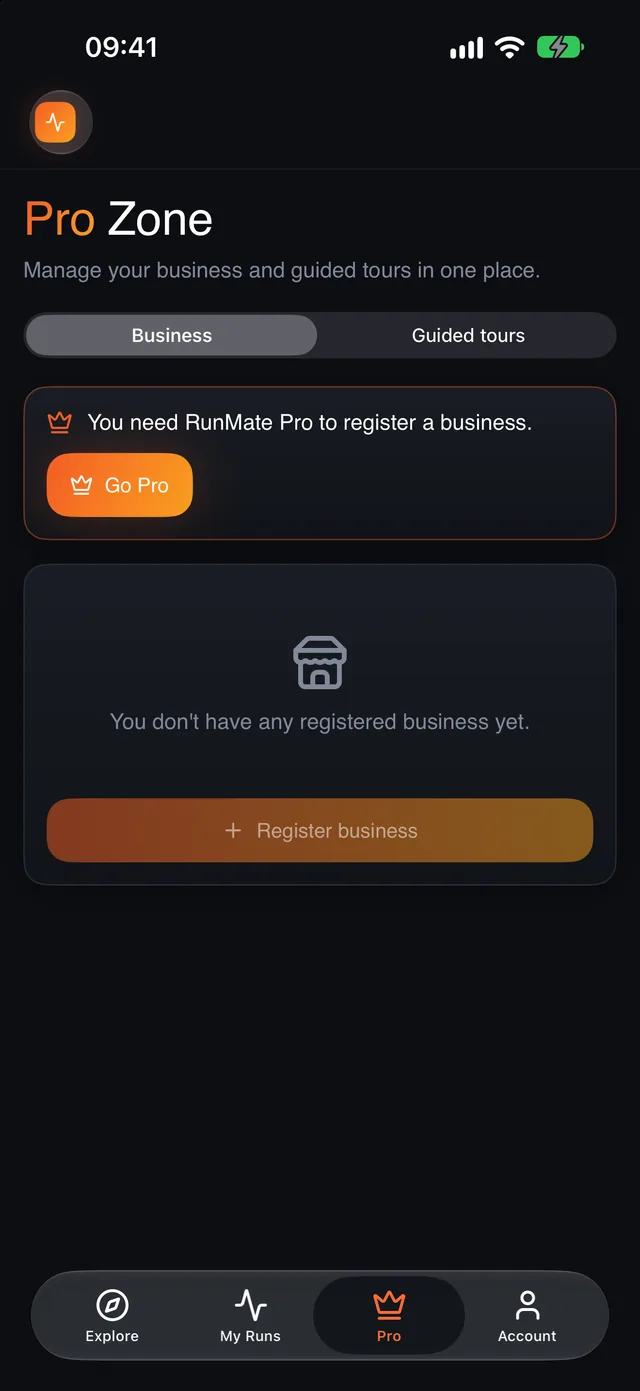 09:41
Pro Zone
Manage your business and guided tours in one place.
Business
Guided tours
You need RunMate Pro to register a business.
Go Pro
You don't have any registered business yet.
+ Register business
Explore
My Runs
Pro
Account